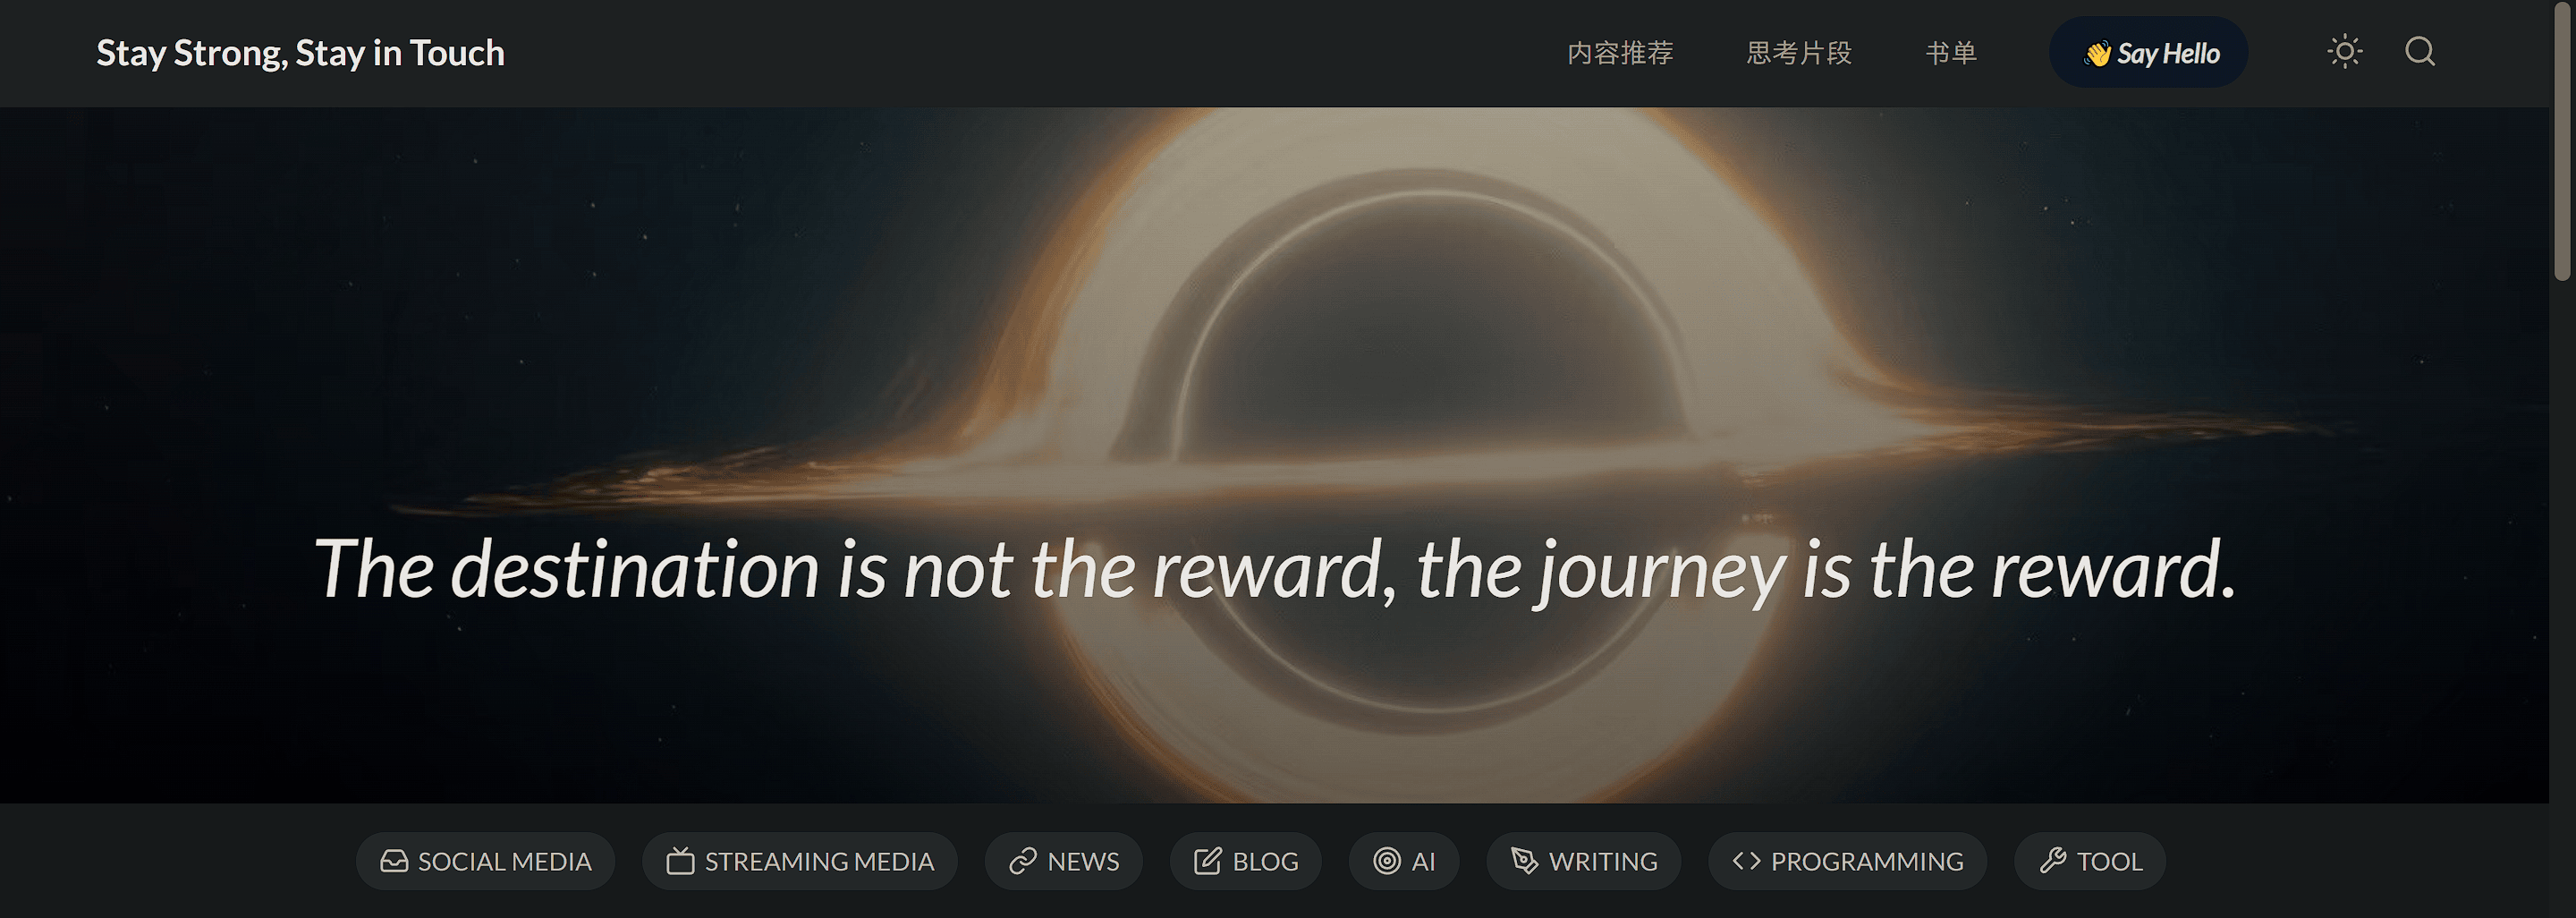 Stay Strong, Stay in Touch
内容推荐 思考片段 书单 👋 Say Hello
The destination is not the reward, the journey is the reward.
SOCIAL MEDIA STREAMING MEDIA NEWS BLOG AI WRITING PROGRAMMING TOOL